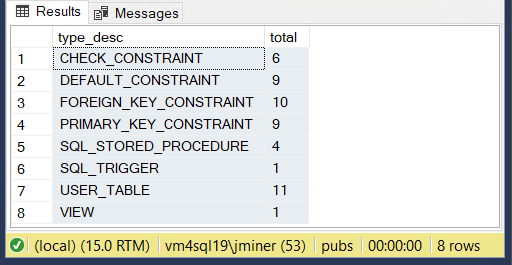 Results Messages
type_desc total
1 CHECK_CONSTRAINT 6
2 DEFAULT_CONSTRAINT 9
3 FOREIGN_KEY_CONSTRAINT 10
4 PRIMARY_KEY_CONSTRAINT 9
5 SQL_STORED_PROCEDURE 4
6 SQL_TRIGGER 1
7 USER_TABLE 11
8 VIEW 1
(local) (15.0 RTM) vm4sql19\jminer (53) pubs 00:00:00 8 rows